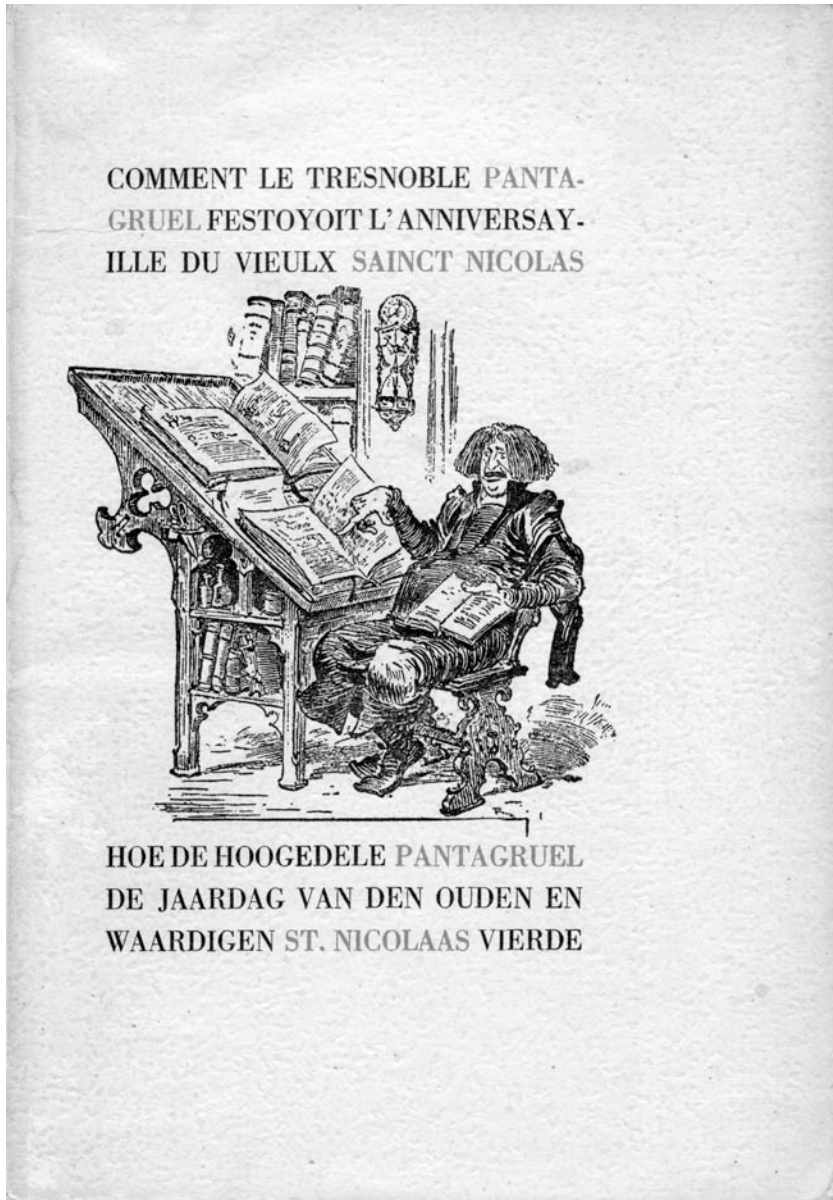 COMMENT LE TRESNOBLE PANTA-
GRUEL FESTOYOIT L'ANNIVERSAY-
ILLE DU VIEULX SAINCT NICOLAS
HOE DE HOOGEDELE PANTAGRUEL
DE JAARDAG VAN DEN OUDEN EN
WAARDIGEN ST. NICOLAAS VIERDE